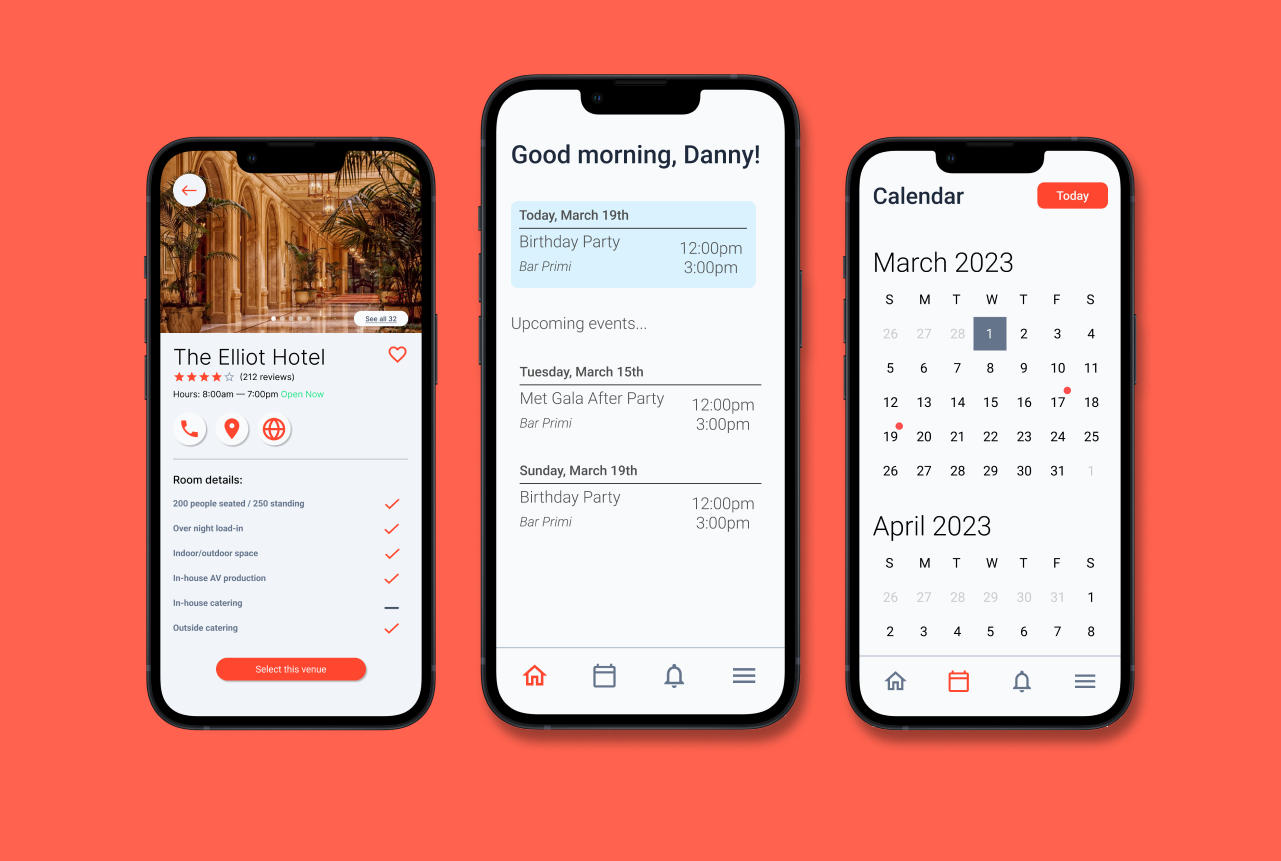 See all 32
The Elliot Hotel
(212 reviews)
Hours: 8:00am — 7:00pm Open Now
Room details:
200 people seated / 250 standing
Over night load-in
Indoor/outdoor space
In-house AV production
In-house catering
Outside catering
Select this venue
Good morning, Danny!
Today, March 19th
Birthday Party 12:00pm
Bar Primi 3:00pm
Upcoming events...
Tuesday, March 15th
Met Gala After Party 12:00pm
Bar Primi 3:00pm
Sunday, March 19th
Birthday Party 12:00pm
Bar Primi 3:00pm
Calendar Today
March 2023
S M T W T F S
26 27 28 1 2 3 4
5 6 7 8 9 10 11
12 13 14 15 16 17 18
19 20 21 22 23 24 25
26 27 28 29 30 31 1
April 2023
S M T W T F S
26 27 28 29 30 31 1
2 3 4 5 6 7 8